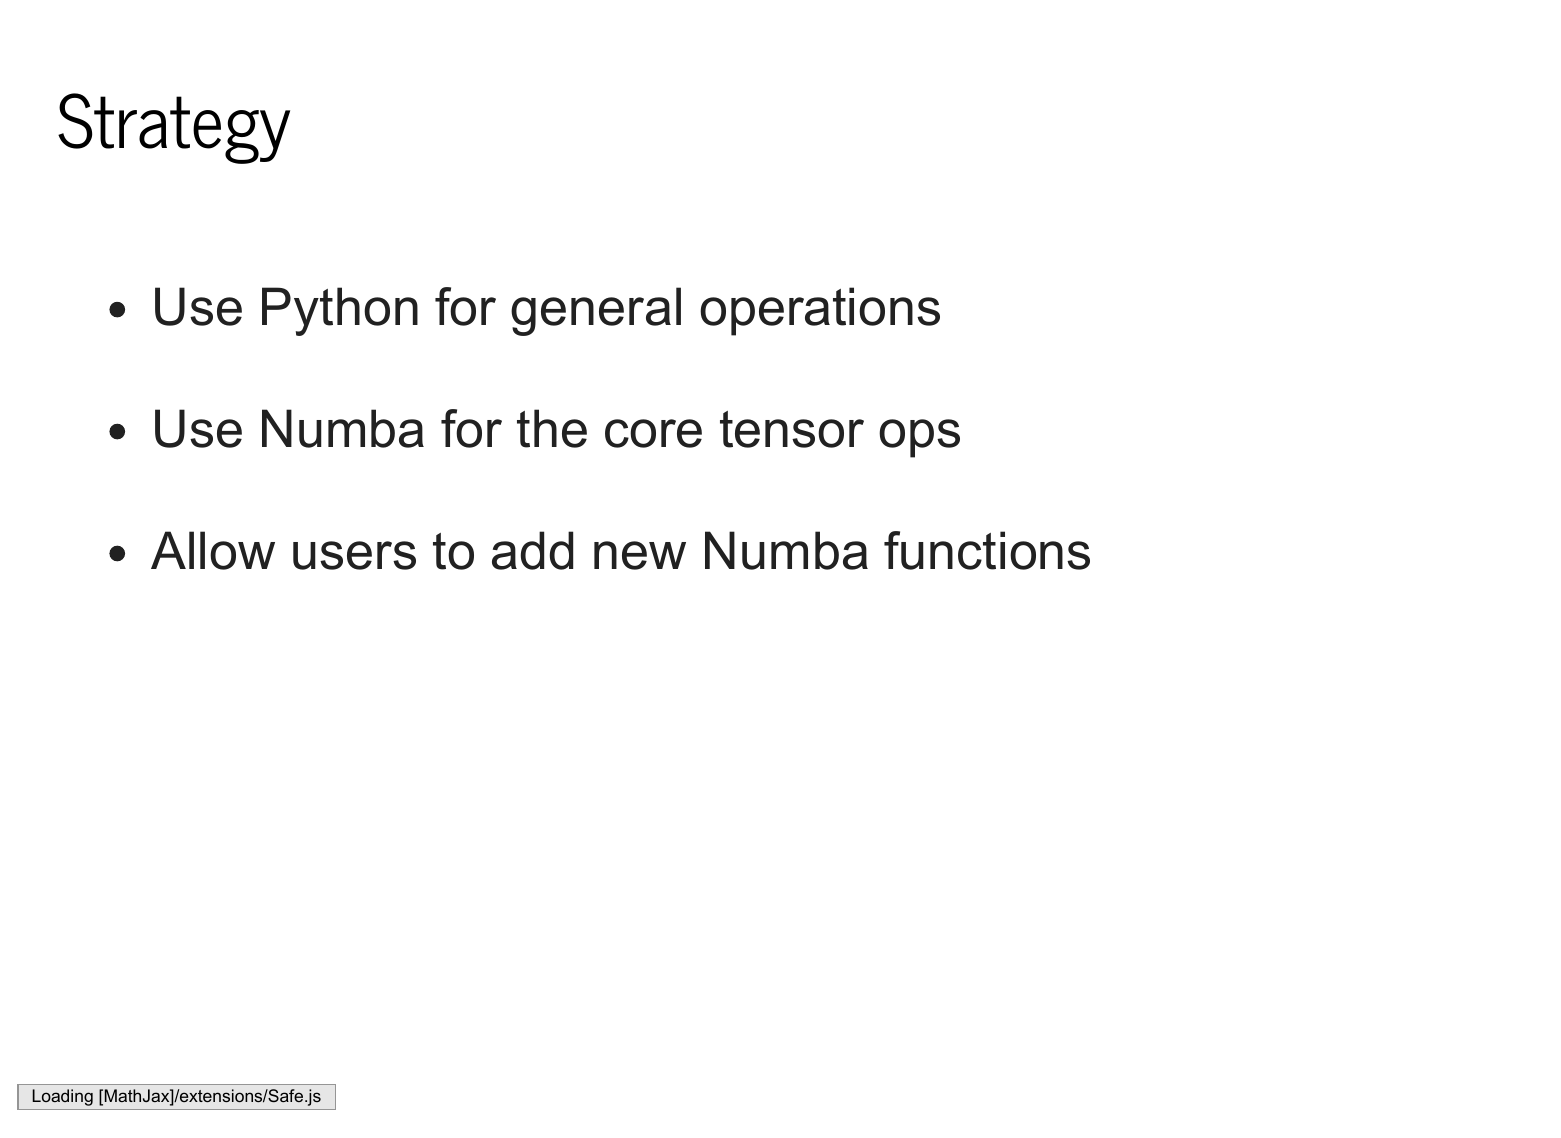 Strategy
Use Python for general operations
Use Numba for the core tensor ops
Allow users to add new Numba functions
Loading [MathJax]/extensions/Safe.js